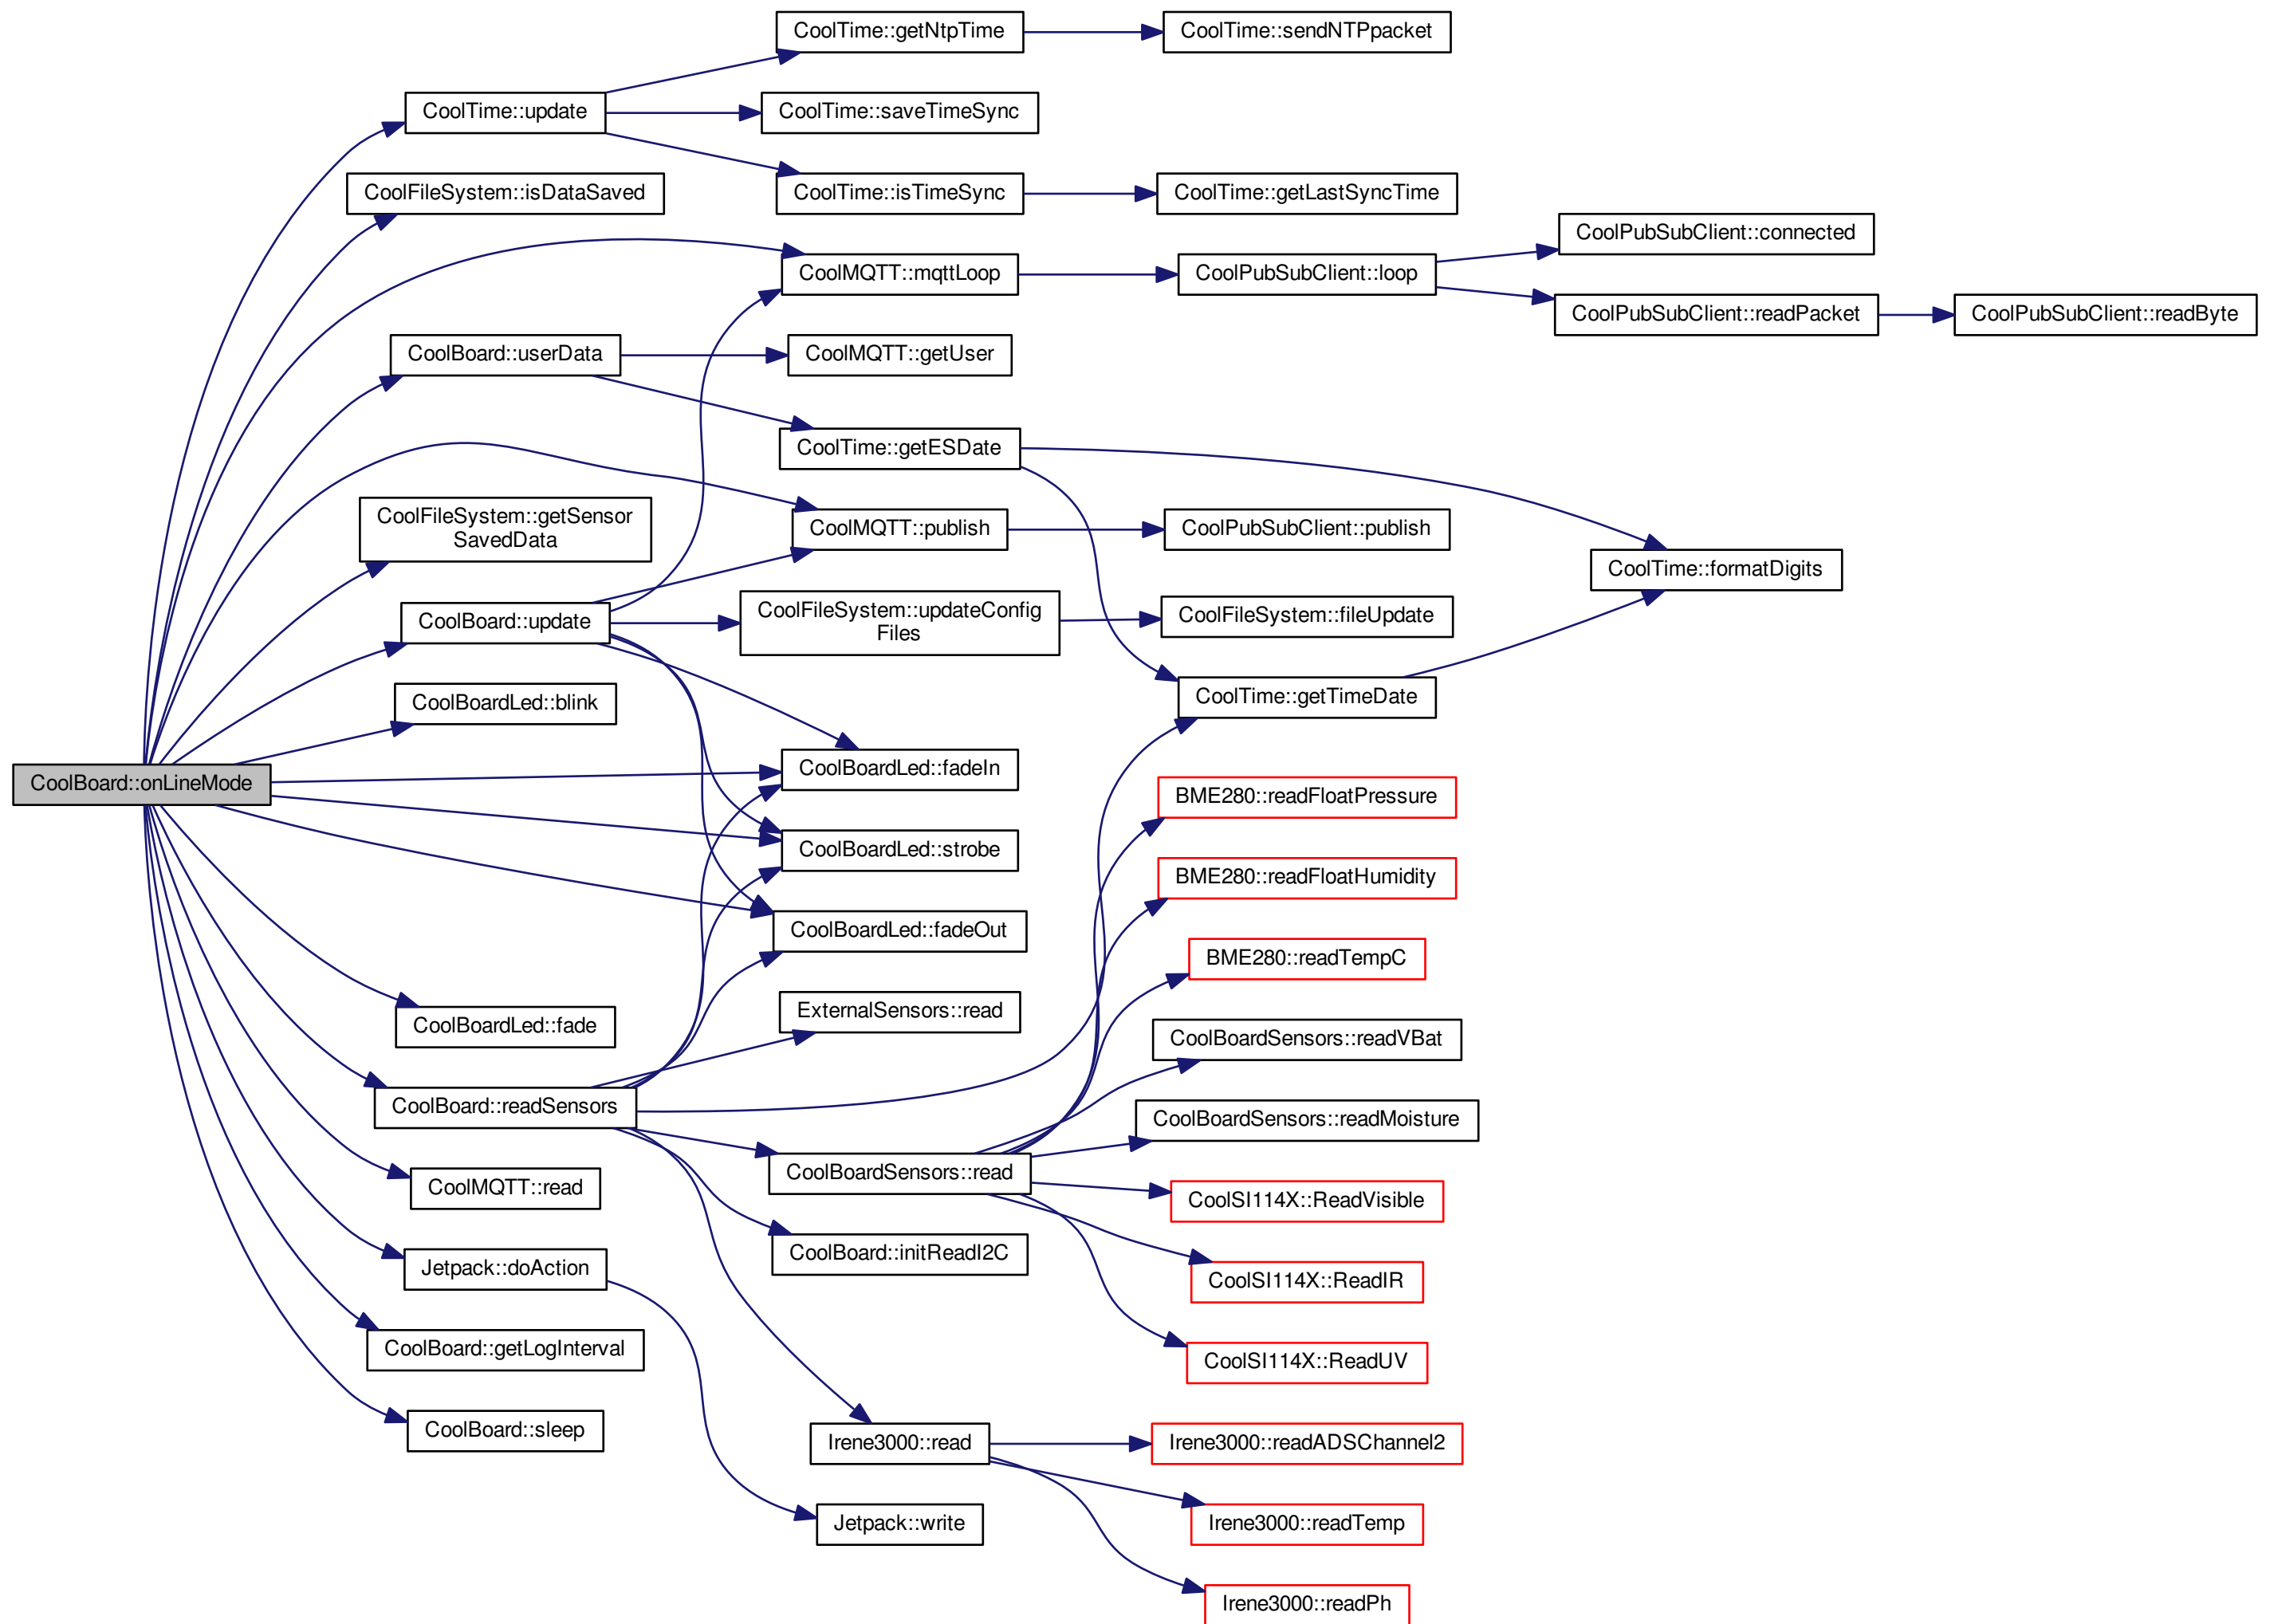 CoolTime::getNtpTime
CoolTime::sendNTPpacket
CoolTime::update
CoolTime::saveTimeSync
CoolFileSystem::isDataSaved
CoolTime::isTimeSync
CoolTime::getLastSyncTime
CoolPubSubClient::connected
CoolMQTT::mqttLoop
CoolPubSubClient::loop
CoolPubSubClient::readPacket
CoolPubSubClient::readByte
CoolBoard::userData
CoolMQTT::getUser
CoolTime::getESDate
CoolFileSystem::getSensor
SavedData
CoolMQTT::publish
CoolPubSubClient::publish
CoolTime::formatDigits
CoolBoard::update
CoolFileSystem::updateConfig
Files
CoolFileSystem::fileUpdate
CoolBoardLed::blink
CoolTime::getTimeDate
CoolBoard::onLineMode
CoolBoardLed::fadeIn
BME280::readFloatPressure
CoolBoardLed::strobe
BME280::readFloatHumidity
CoolBoardLed::fadeOut
BME280::readTempC
CoolBoardLed::fade
ExternalSensors::read
CoolBoardSensors::readVBat
CoolBoard::readSensors
CoolBoardSensors::readMoisture
CoolMQTT::read
CoolBoardSensors::read
CoolSI114X::ReadVisible
Jetpack::doAction
CoolBoard::initReadI2C
CoolSI114X::ReadIR
CoolBoard::getLogInterval
CoolSI114X::ReadUV
CoolBoard::sleep
Irene3000::read
Irene3000::readADSChannel2
Jetpack::write
Irene3000::readTemp
Irene3000::readPh